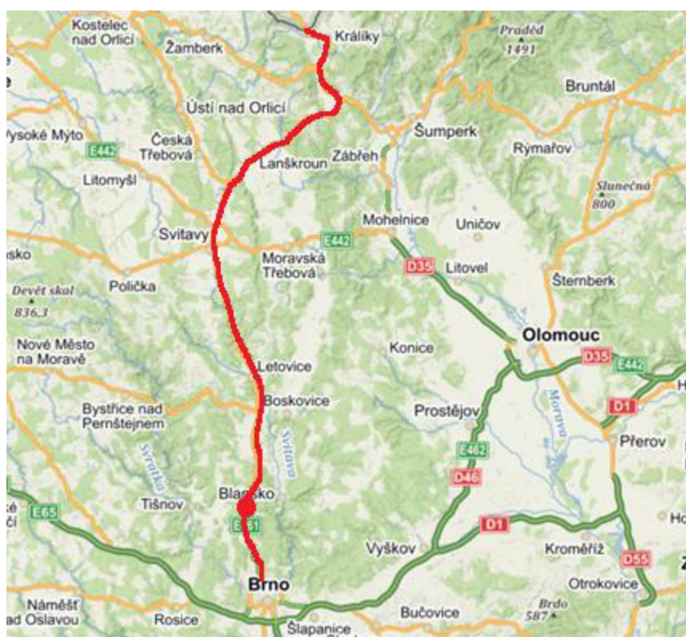 Kostelec
nad Orlicí
Žamberk
Králíky
Praděd
1491
Bruntál
Ústí nad Orlicí
Vysoké Mýto
Česká
Třebová
Šumperk
Rýmařov
E442
Lanškroun
Zábřeh
Litomyšl
Slunečná
800
Mohelnice
Uničov
Svitavy
E442
Moravská
Třebová
D35
Litovel
Šternberk
Polička
Devět skal
836,3
Nové Město
na Moravě
Konice
Olomouc
D35
E442
Letovice
Boskovice
Bystřice nad
Pernštejnem
Prostějov
D1
Morava
Přerov
Svitava
Svratka
E462
D46
Blansko
Tišnov
E65
D1
Vyškov
Kroměříž
D55
Brno
Otrokovice
Náměšť
nad Oslavou
Rosice
Šlapanice
Bučovice
Brdo
587